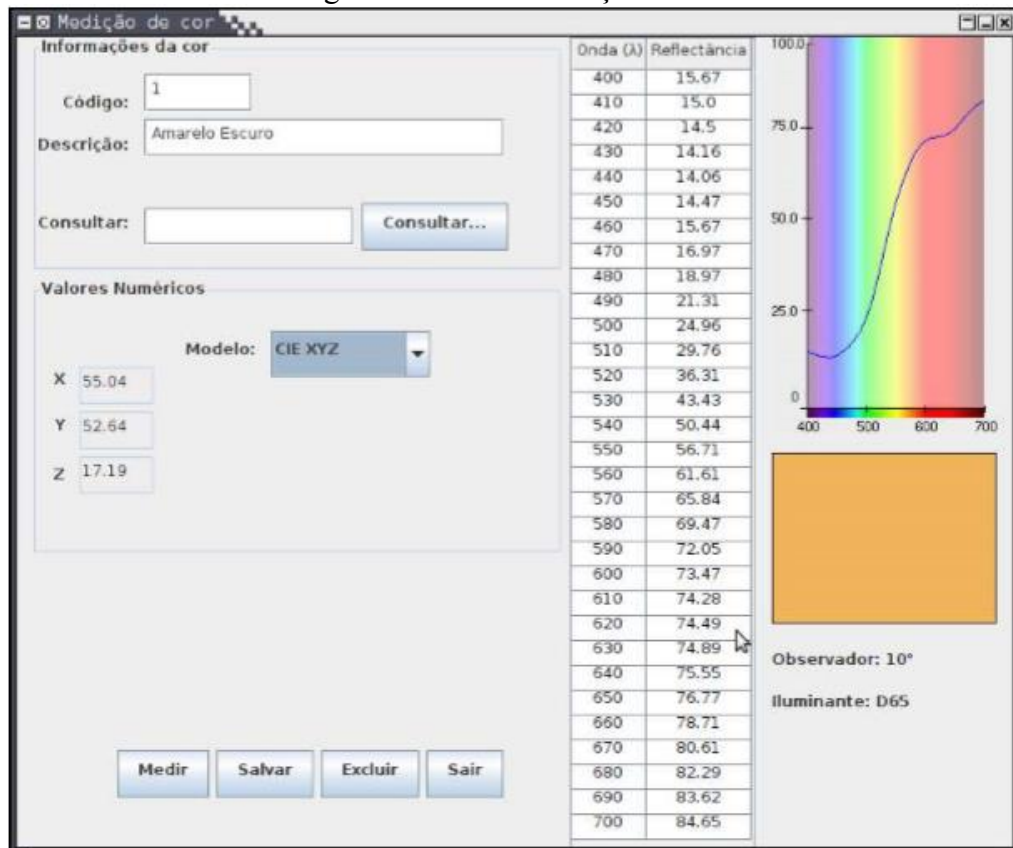 Medição de cor
Informações da cor
Código: 1
Descrição: Amarelo Escuro
Consultar: Consultar...
Valores Numéricos
Modelo: CIE XYZ
X 55.04
Y 52.64
Z 17.19
Medir Salvar Excluir Sair
Onda (λ) Reflectância
400 15.67
410 15.0
420 14.5
430 14.16
440 14.06
450 14.47
460 15.67
470 16.97
480 18.97
490 21.31
500 24.96
510 29.76
520 36.31
530 43.43
540 50.44
550 56.71
560 61.61
570 65.84
580 69.47
590 72.05
600 73.47
610 74.28
620 74.49
630 74.89
640 75.55
650 76.77
660 78.71
670 80.61
680 82.29
690 83.62
700 84.65
100.0
75.0
50.0
25.0
0
400 500 600 700
Observador: 10°
Iluminante: D65